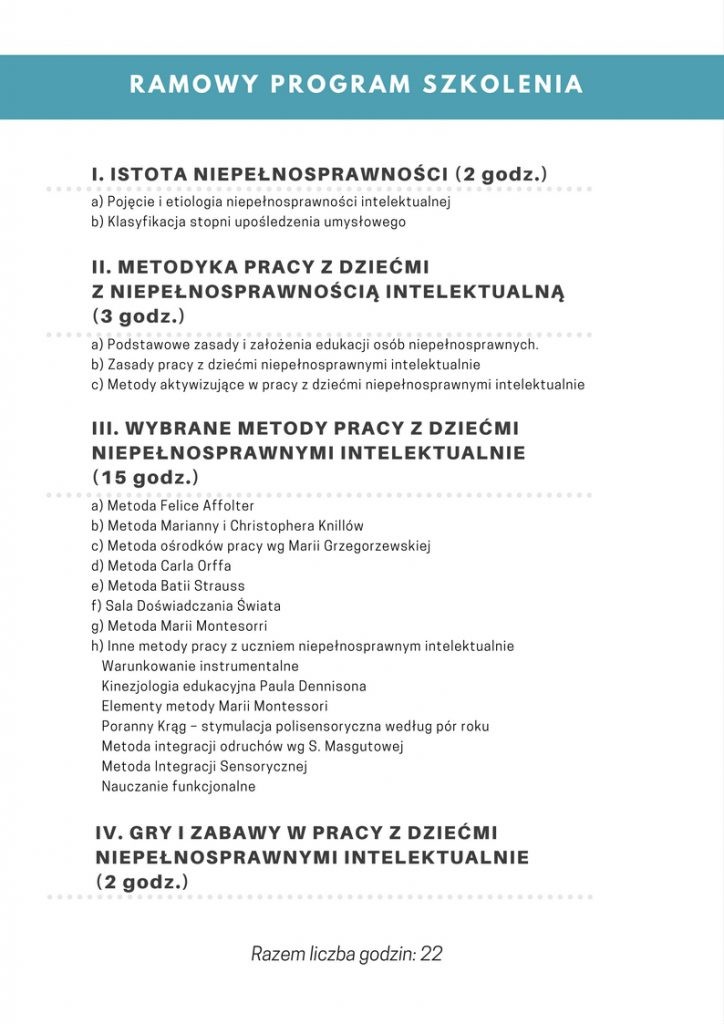 RAMOWY PROGRAM SZKOLENIA
I. ISTOTA NIEPEŁNOSPRAWNOŚCI (2 godz.)
a) Pojęcie i etiologia niepełnosprawności intelektualnej
b) Klasyfikacja stopni upośledzenia umysłowego
II. METODYKA PRACY Z DZIEĆMI
Z NIEPEŁNOSPRAWNOŚCIĄ INTELEKTUALNĄ
(3 godz.)
a) Podstawowe zasady i założenia edukacji osób niepełnosprawnych.
b) Zasady pracy z dziećmi niepełnosprawnymi intelektualnie
c) Metody aktywizujące w pracy z dziećmi niepełnosprawnymi intelektualnie
III. WYBRANE METODY PRACY Z DZIEĆMI
NIEPEŁNOSPRAWNYMI INTELEKTUALNIE
(15 godz.)
a) Metoda Felice Affolter
b) Metoda Marianny i Christophera Knillów
c) Metoda ośrodków pracy wg Marii Grzegorzewskiej
d) Metoda Carla Orffa
e) Metoda Batii Strauss
f) Sala Doświadczania Świata
g) Metoda Marii Montesorri
h) Inne metody pracy z uczniem niepełnosprawnym intelektualnie
Warunkowanie instrumentalne
Kinezjologia edukacyjna Paula Dennisona
Elementy metody Marii Montessori
Poranny Krąg – stymulacja polisensoryczna według pór roku
Metoda integracji odruchów wg S. Masgutowej
Metoda Integracji Sensorycznej
Nauczanie funkcjonalne
IV. GRY I ZABAWY W PRACY Z DZIEĆMI
NIEPEŁNOSPRAWNYMI INTELEKTUALNIE
(2 godz.)
Razem liczba godzin: 22